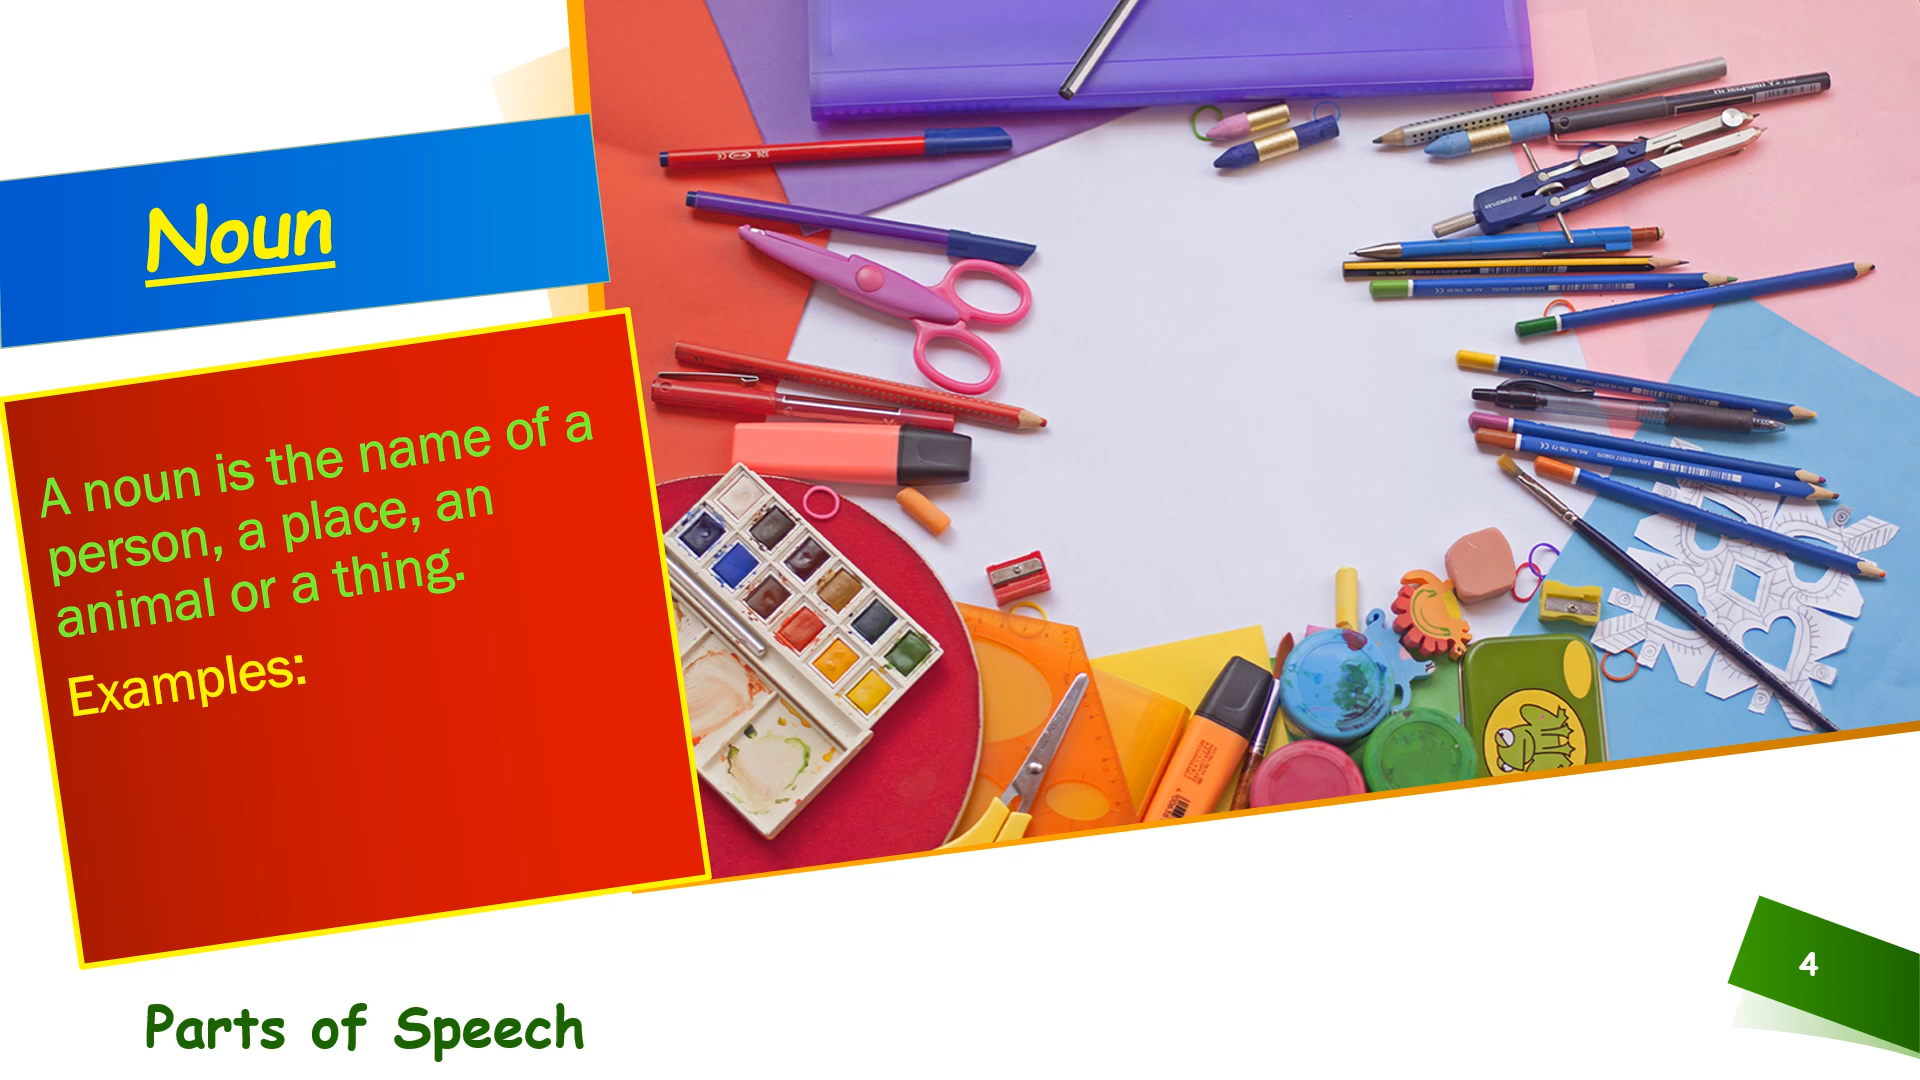 Noun
A noun is the name of a
person, a place, an
animal or a thing.
Examples:
Parts of Speech
4